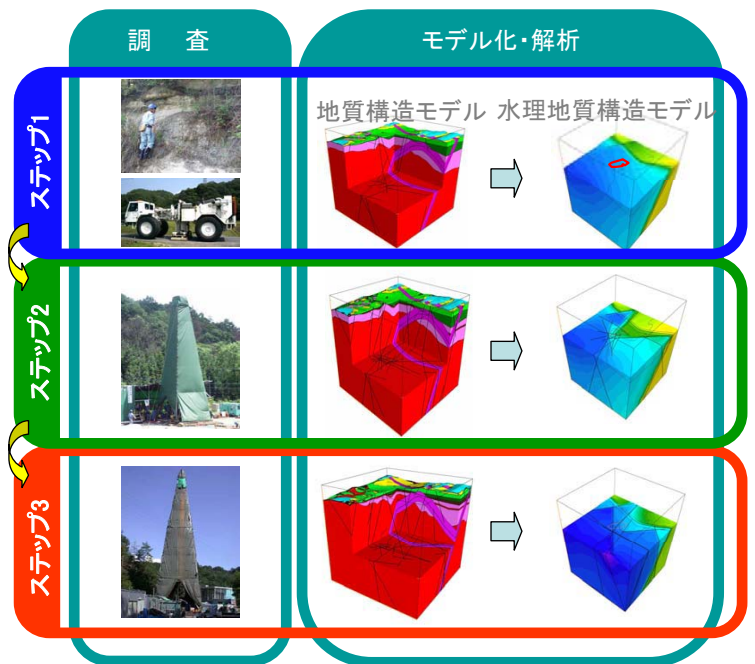 調　査
モデル化・解析
ステップ1
地質構造モデル
水理地質構造モデル
ステップ2
ステップ3